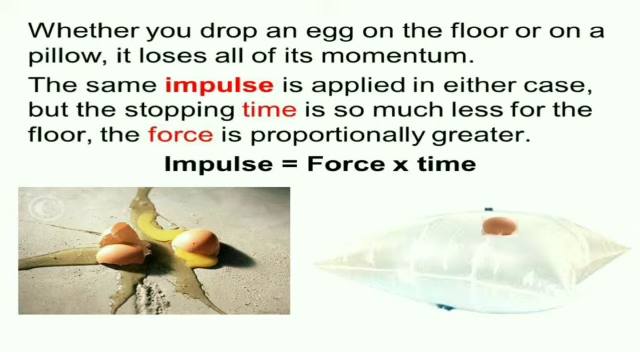 Whether you drop an egg on the floor or on a
pillow, it loses all of its momentum.
The same impulse is applied in either case,
but the stopping time is so much less for the
floor, the force is proportionally greater.
Impulse = Force x time